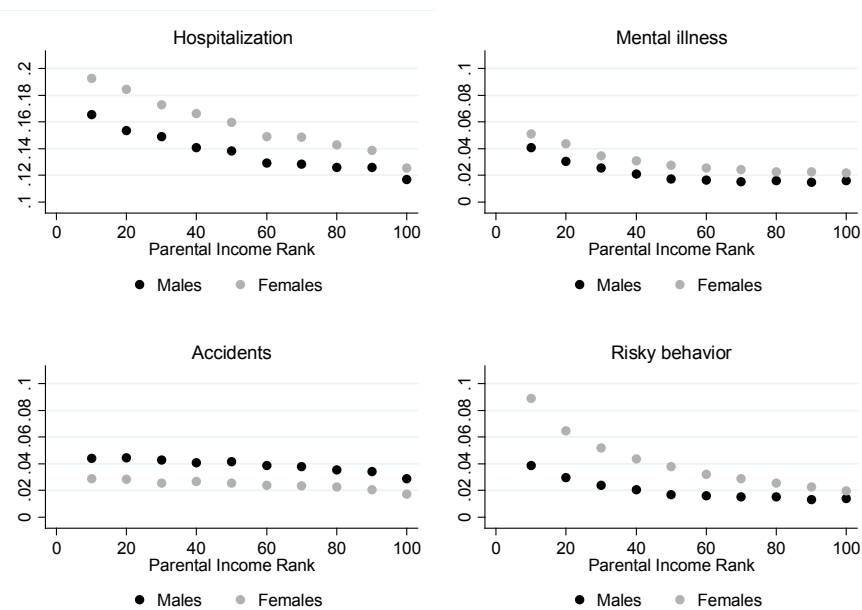 Hospitalization
.1 .12 .14 .16 .18 .2
0 20 40 60 80 100
Parental Income Rank
Males Females
Mental illness
0 .02 .04 .06 .08 .1
0 20 40 60 80 100
Parental Income Rank
Males Females
Accidents
0 .02 .04 .06 .08 .1
0 20 40 60 80 100
Parental Income Rank
Males Females
Risky behavior
0 .02 .04 .06 .08 .1
0 20 40 60 80 100
Parental Income Rank
Males Females